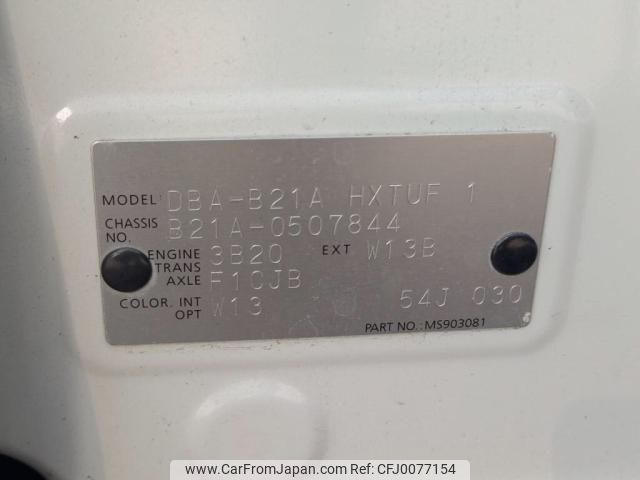 MODEL DBA-B21A HXTUF 1
CHASSIS NO. B21A-0507844
ENGINE 3B20 EXT W13B
TRANS AXLE F1CJB
COLOR. INT OPT W13 54J 030
PART NO.: MS903081
www.CarFromJapan.com | REFNO: CFJ0077154